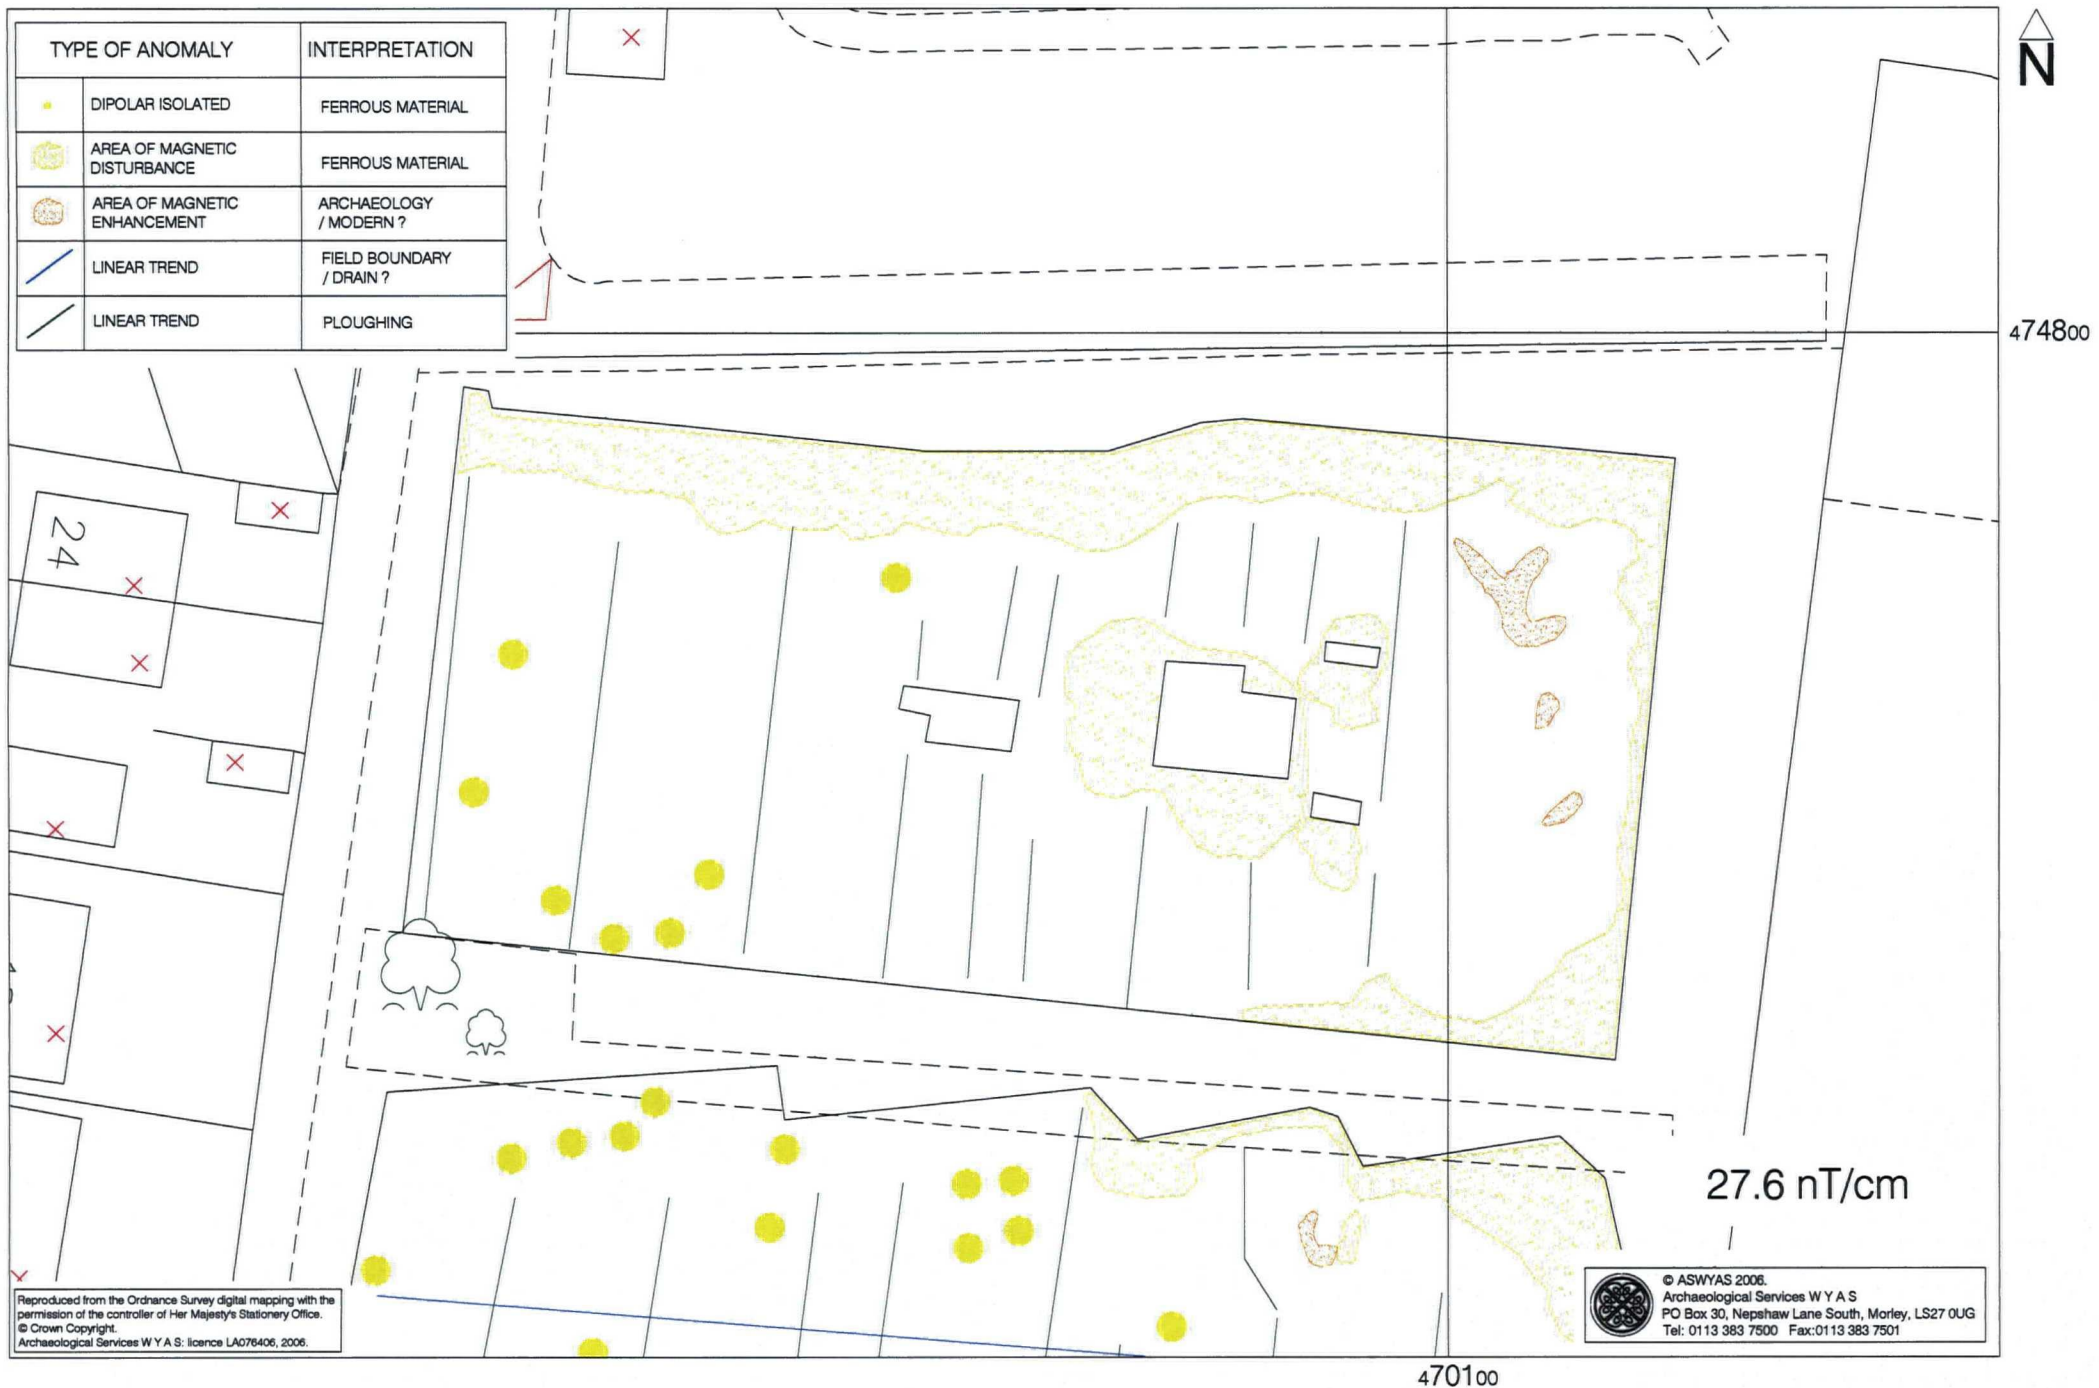 TYPE OF ANOMALY INTERPRETATION
DIPOLAR ISOLATED FERROUS MATERIAL
AREA OF MAGNETIC
DISTURBANCE
FERROUS MATERIAL
AREA OF MAGNETIC
ENHANCEMENT
ARCHAEOLOGY
/ MODERN ?
LINEAR TREND
FIELD BOUNDARY
/ DRAIN ?
LINEAR TREND PLOUGHING
N
474800
24
27.6 nT/cm
Reproduced from the Ordnance Survey digital mapping with the
permission of the controller of Her Majesty's Stationery Office.
© Crown Copyright.
Archaeological Services W Y A S: licence LA076406, 2006.
© ASWYAS 2006.
Archaeological Services W Y A S
PO Box 30, Nepshaw Lane South, Morley, LS27 0UG
Tel: 0113 383 7500 Fax:0113 383 7501
470100